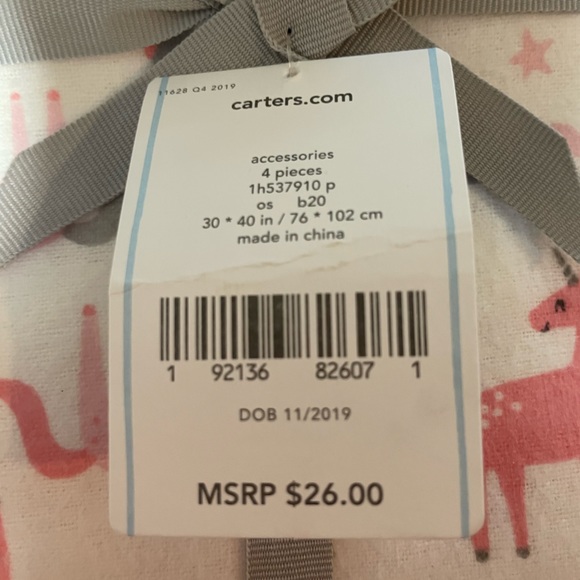 11628 Q4 2019
carters.com
accessories
4 pieces
1h537910 p
os b20
30 * 40 in / 76 * 102 cm
made in china
1 92136 82607 1
DOB 11/2019
MSRP $26.00